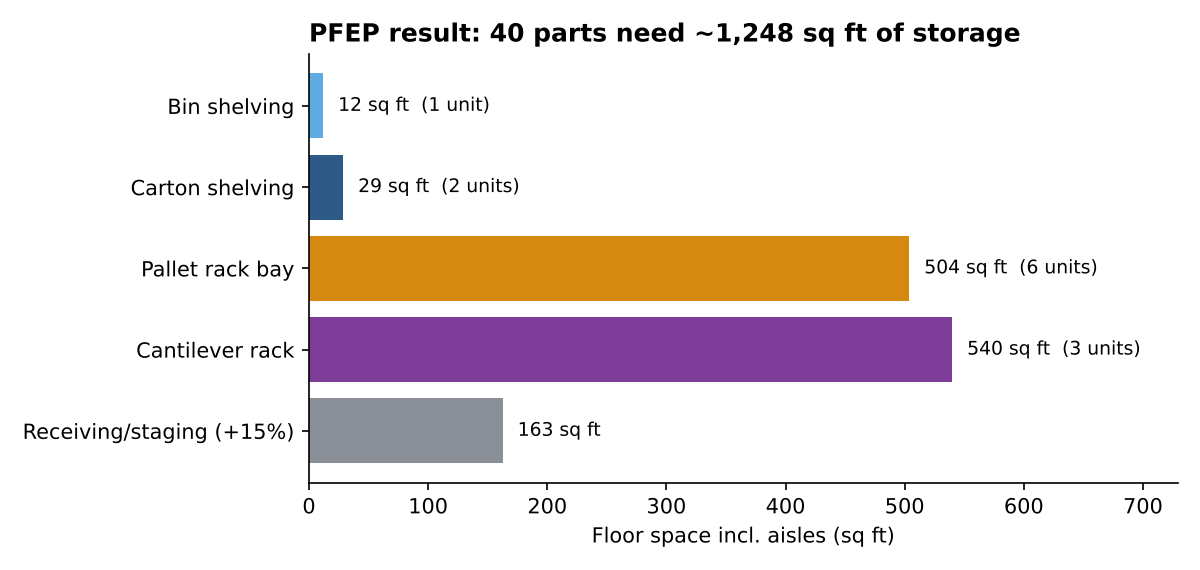 PFEP result: 40 parts need ~1,248 sq ft of storage
Bin shelving
12 sq ft  (1 unit)
Carton shelving
29 sq ft  (2 units)
Pallet rack bay
504 sq ft  (6 units)
Cantilever rack
540 sq ft  (3 units)
Receiving/staging (+15%)
163 sq ft
0 100 200 300 400 500 600 700
Floor space incl. aisles (sq ft)